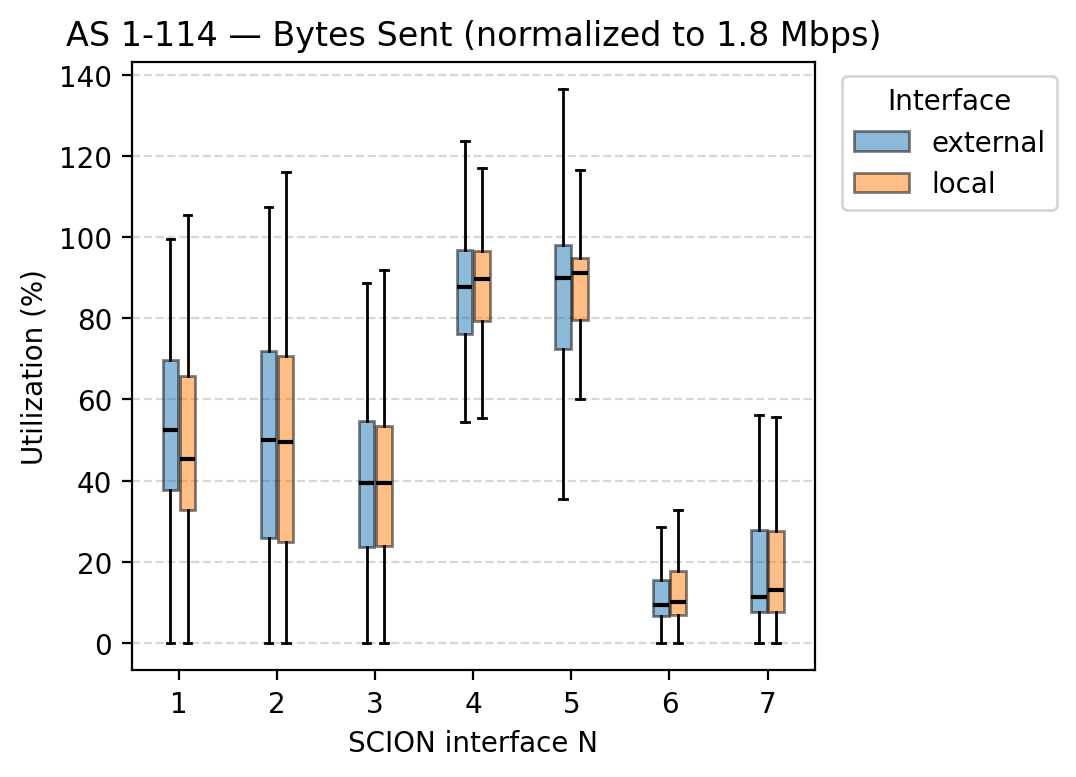 AS 1-114 — Bytes Sent (normalized to 1.8 Mbps)
Interface
external
local
Utilization (%)
140
120
100
80
60
40
20
0
1 2 3 4 5 6 7
SCION interface N